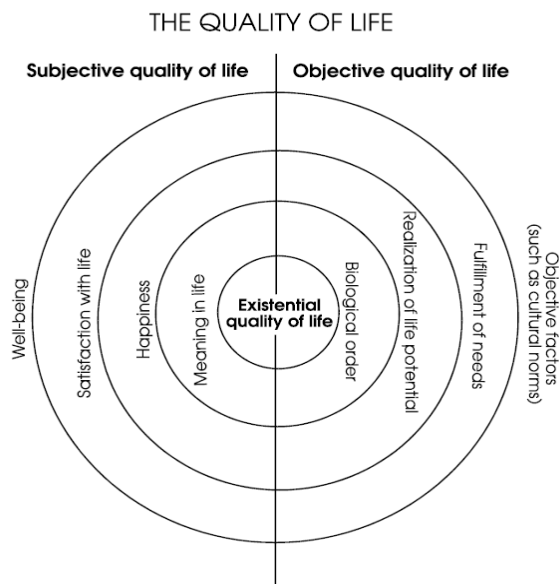 THE QUALITY OF LIFE
Subjective quality of life
Objective quality of life
Well-being
Satisfaction with life
Happiness
Meaning in life
Existential
quality of life
Biological order
Realization of life potential
Fulfillment of needs
Objective factors
(such as cultural norms)